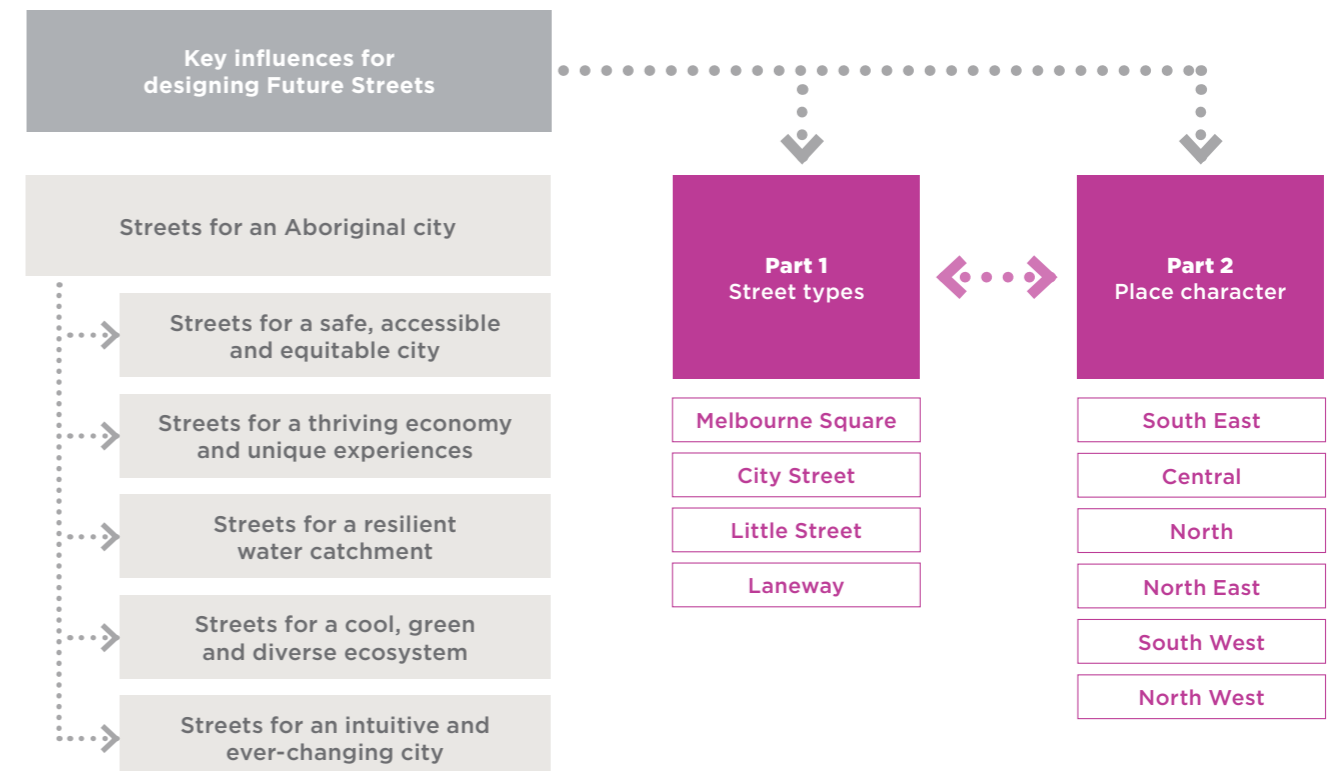 Key influences for
designing Future Streets
Streets for an Aboriginal city
Streets for a safe, accessible
and equitable city
Streets for a thriving economy
and unique experiences
Streets for a resilient
water catchment
Streets for a cool, green
and diverse ecosystem
Streets for an intuitive and
ever-changing city
Part 1
Street types
Melbourne Square
City Street
Little Street
Laneway
Part 2
Place character
South East
Central
North
North East
South West
North West